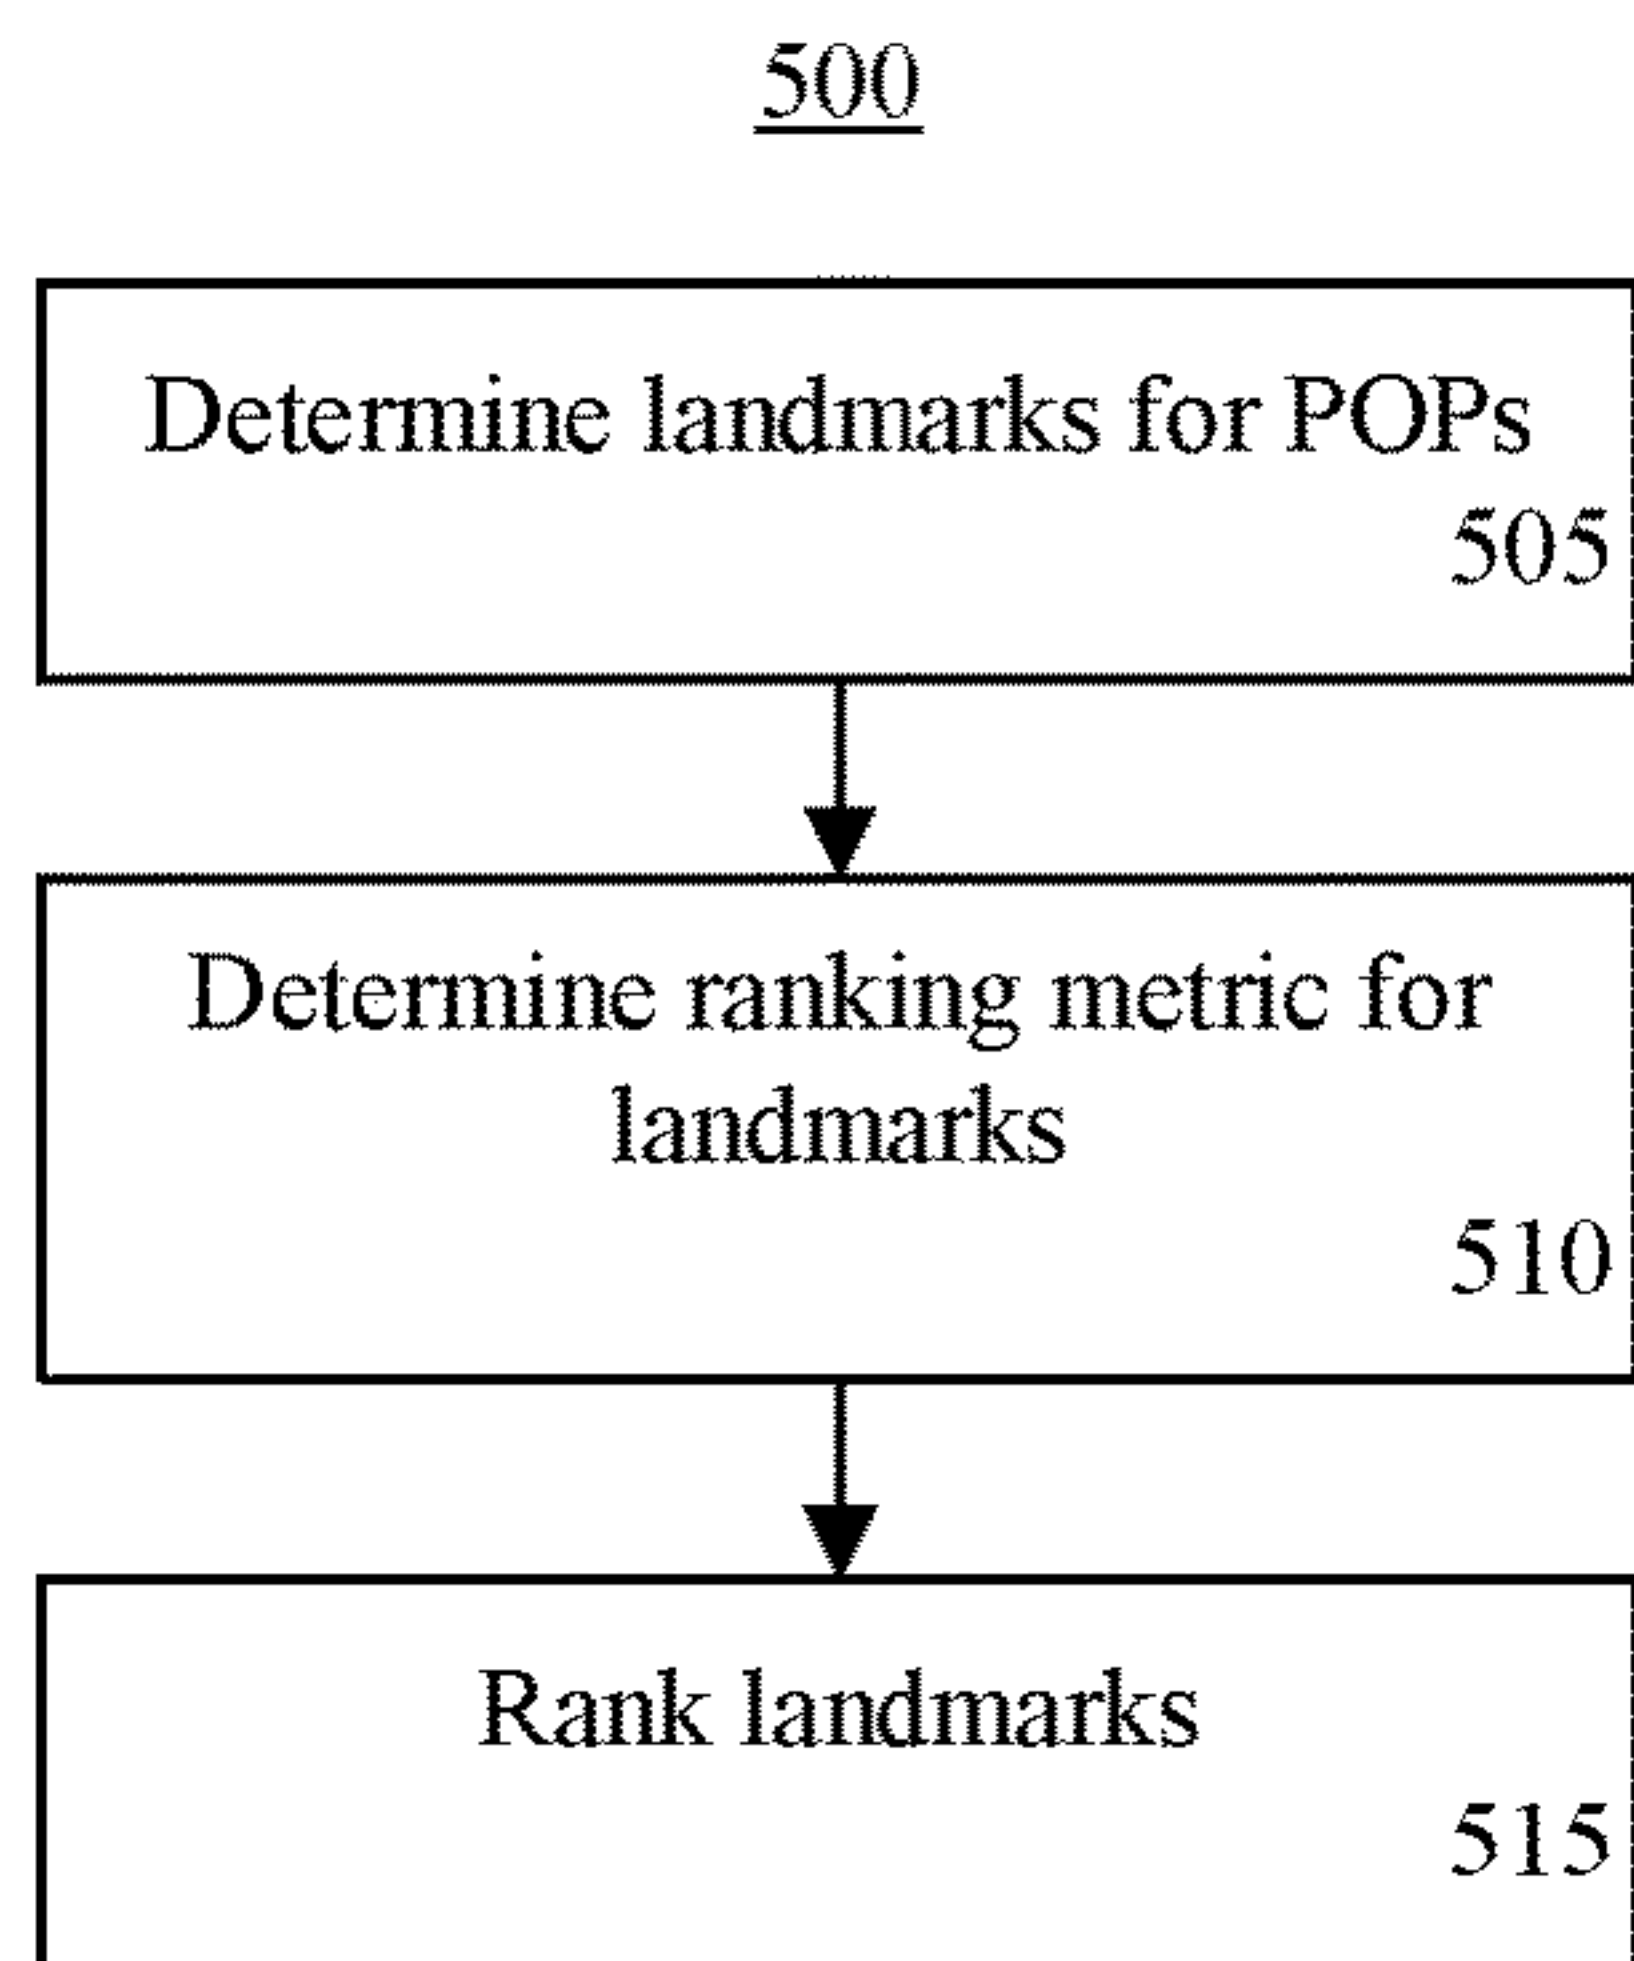 500
Determine landmarks for POPs
505
Determine ranking metric for
landmarks
510
Rank landmarks
515